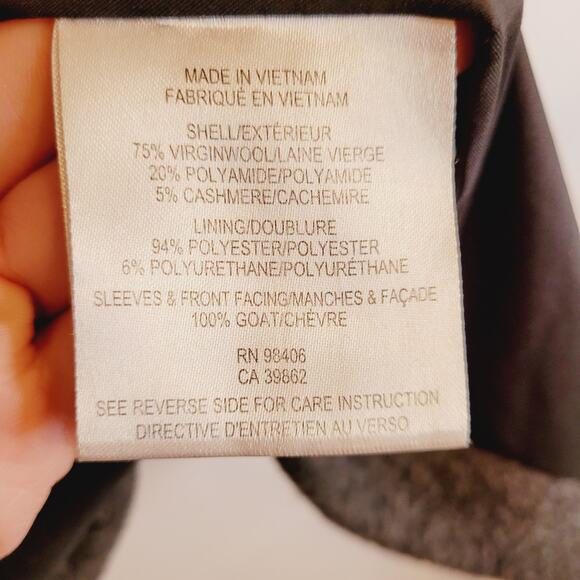 MADE IN VIETNAM
FABRIQUÉ EN VIETNAM
SHELL/EXTÉRIEUR
75% VIRGINWOOL/LAINE VIERGE
20% POLYAMIDE/POLYAMIDE
5% CASHMERE/CACHEMIRE
LINING/DOUBLURE
94% POLYESTER/POLYESTER
6% POLYURETHANE/POLYURÉTHANE
SLEEVES & FRONT FACING/MANCHES & FAÇADE
100% GOAT/CHÈVRE
RN 98406
CA 39862
SEE REVERSE SIDE FOR CARE INSTRUCTION
DIRECTIVE D'ENTRETIEN AU VERSO